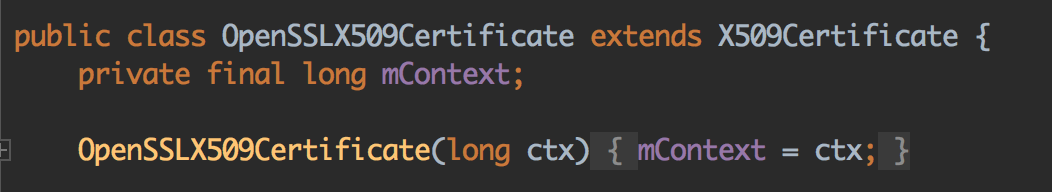 public class OpenSSLX509Certificate extends X509Certificate {
private final long mContext;
OpenSSLX509Certificate(long ctx) { mContext = ctx; }